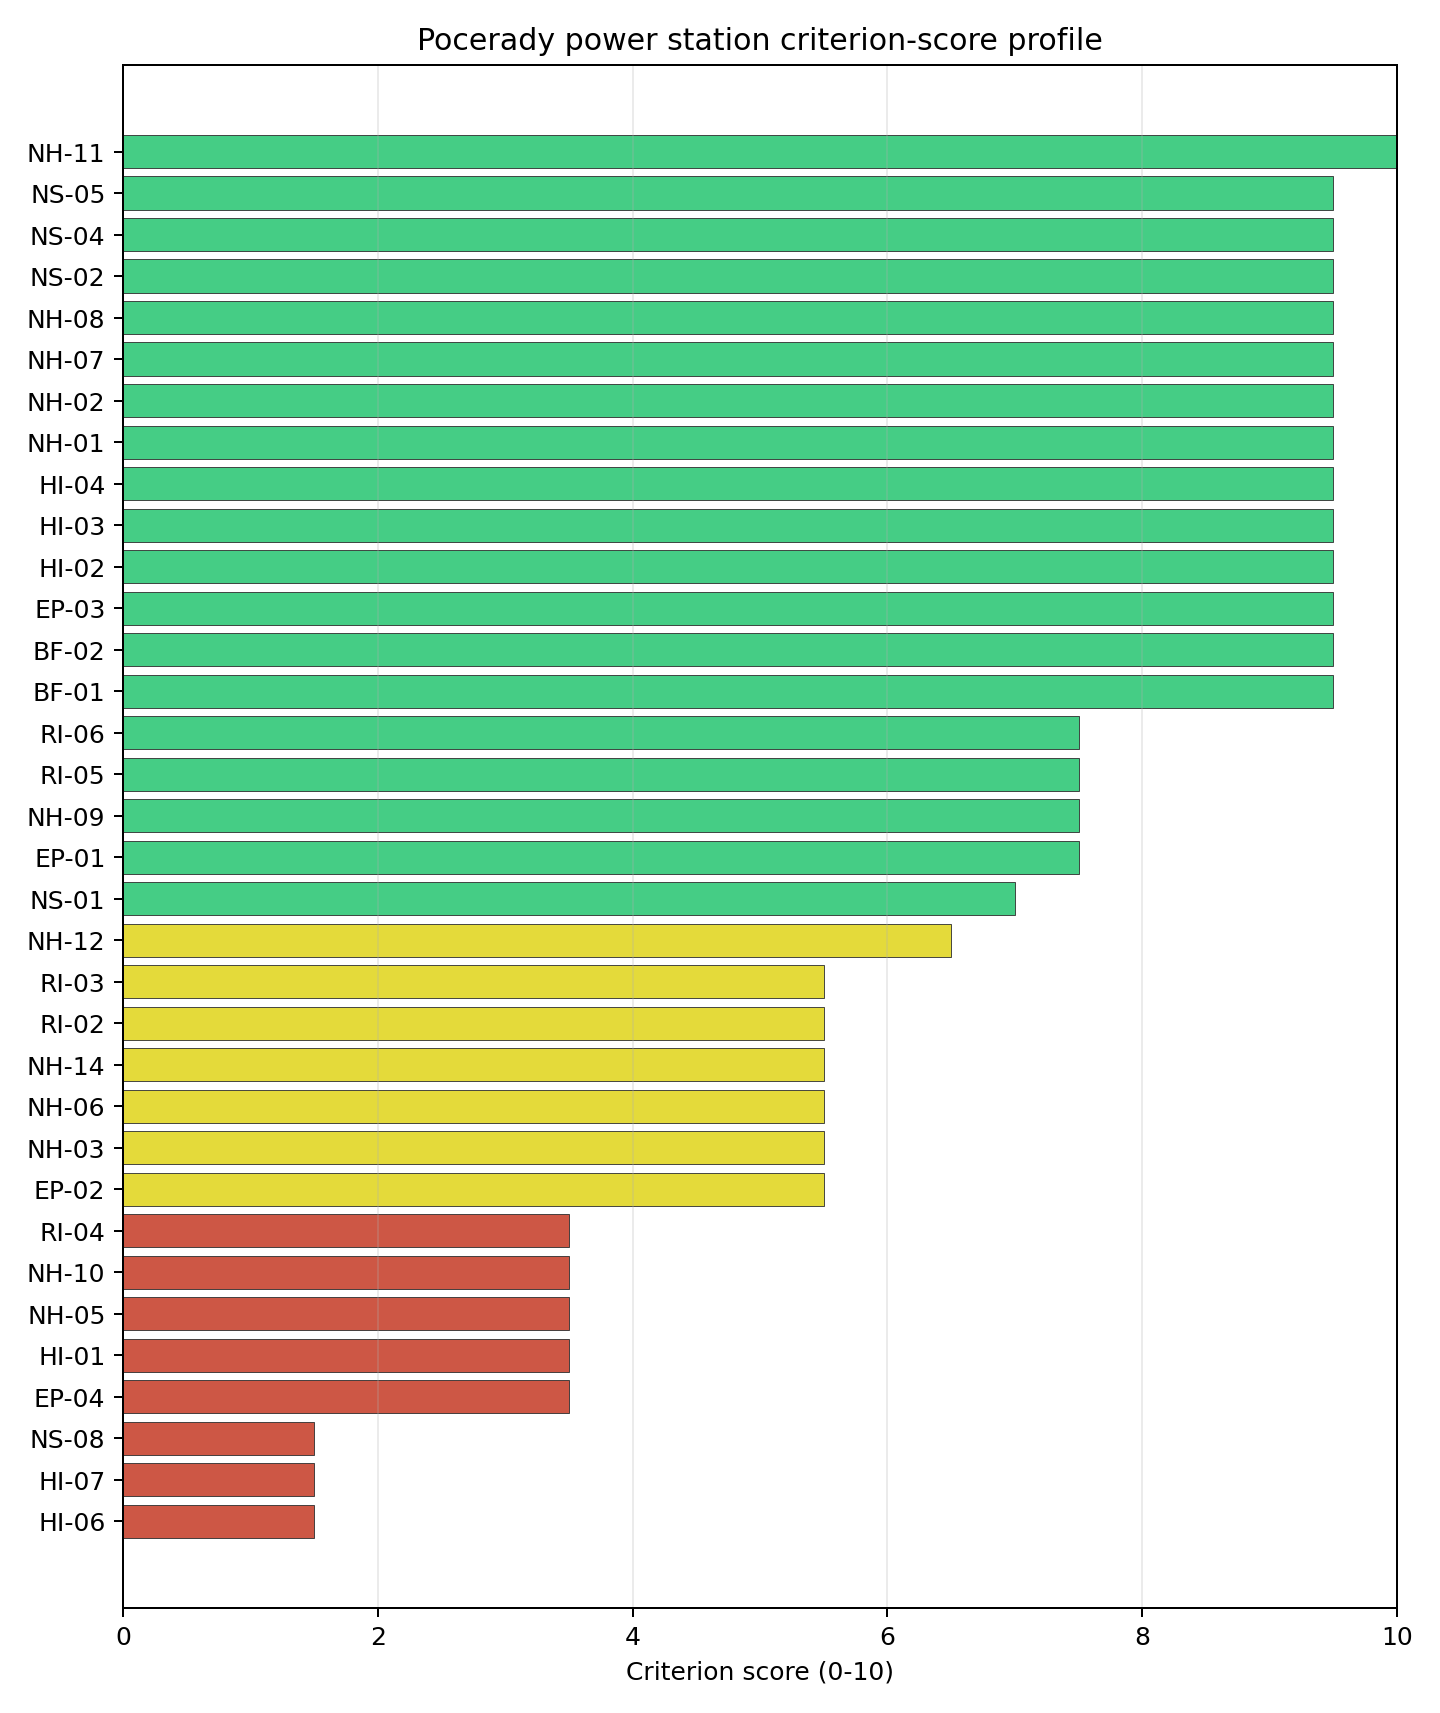 Pocerady power station criterion-score profile
NH-11
NS-05
NS-04
NS-02
NH-08
NH-07
NH-02
NH-01
HI-04
HI-03
HI-02
EP-03
BF-02
BF-01
RI-06
RI-05
NH-09
EP-01
NS-01
NH-12
RI-03
RI-02
NH-14
NH-06
NH-03
EP-02
RI-04
NH-10
NH-05
HI-01
EP-04
NS-08
HI-07
HI-06
0 2 4 6 8 10
Criterion score (0-10)